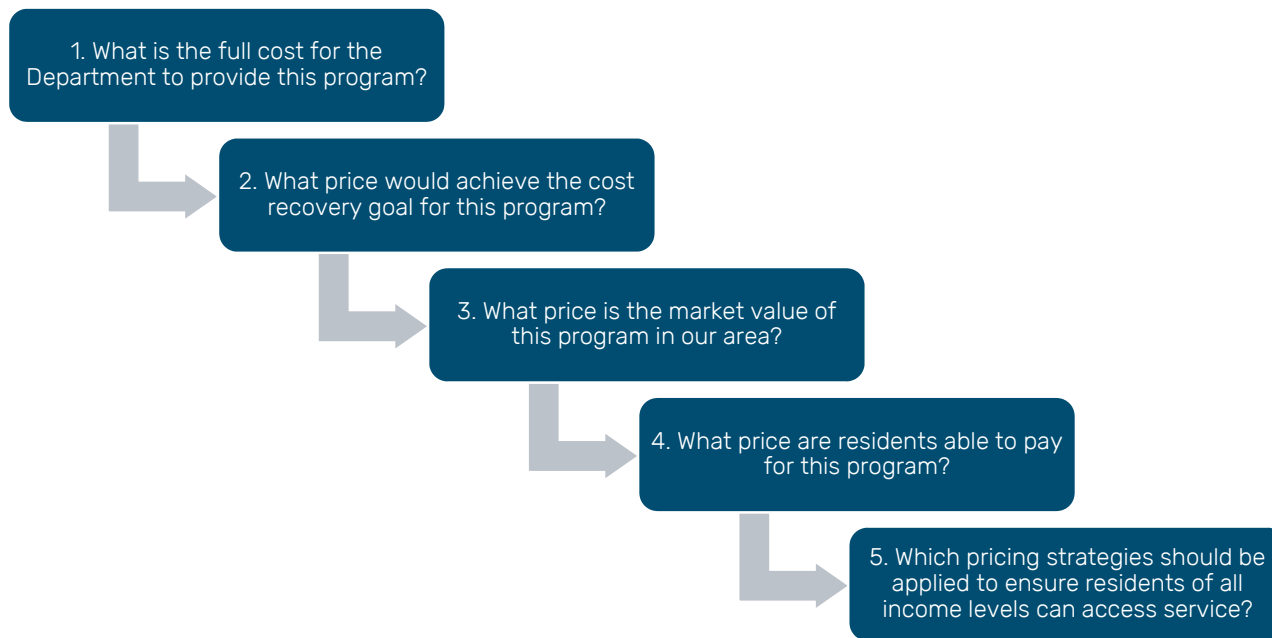 1. What is the full cost for the
Department to provide this program?
2. What price would achieve the cost
recovery goal for this program?
3. What price is the market value of
this program in our area?
4. What price are residents able to pay
for this program?
5. Which pricing strategies should be
applied to ensure residents of all
income levels can access service?